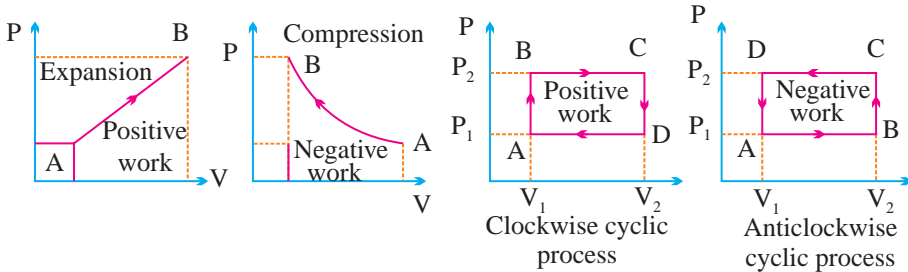 P
B
Expansion
Positive
work
A
V
Compression
P
B
A
Negative
work
V
B
C
P₂
Positive
work
P₁
A
D
V₁
V₂
Clockwise cyclic
process
D
C
P₂
Negative
work
P₁
A
B
V₁
V₂
Anticlockwise
cyclic process